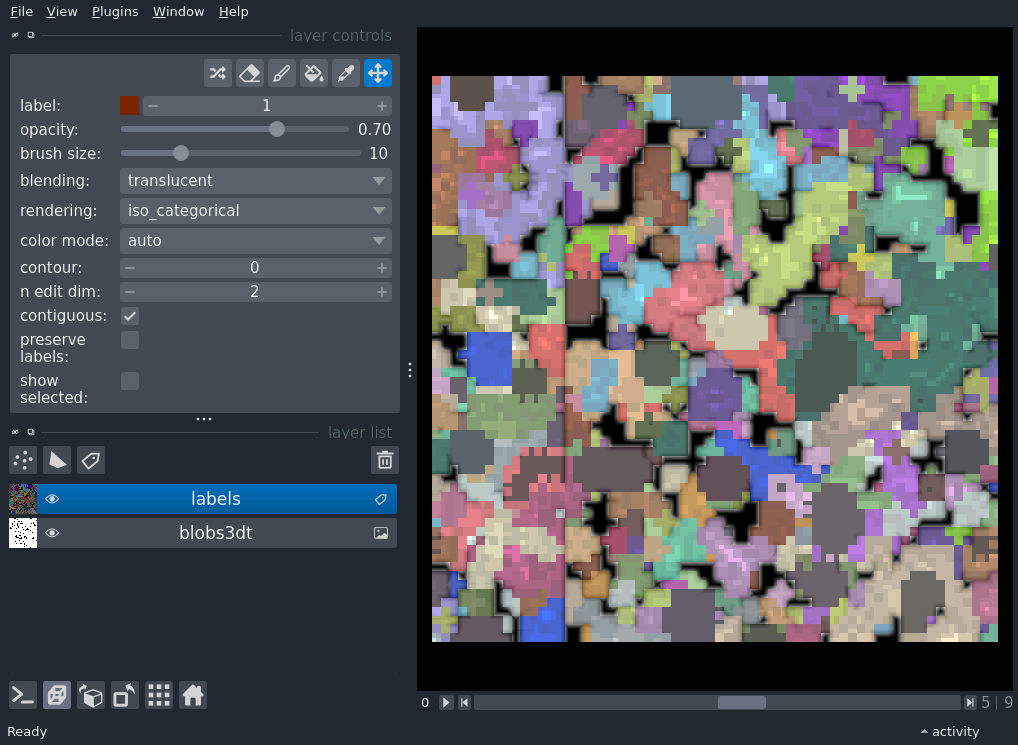 File View Plugins Window Help
layer controls
label: 1
opacity: 0.70
brush size: 10
blending: translucent
rendering: iso_categorical
color mode: auto
contour: 0
n edit dim: 2
contiguous:
preserve
labels:
show
selected:
layer list
labels
blobs3dt
0 5 | 9
Ready activity